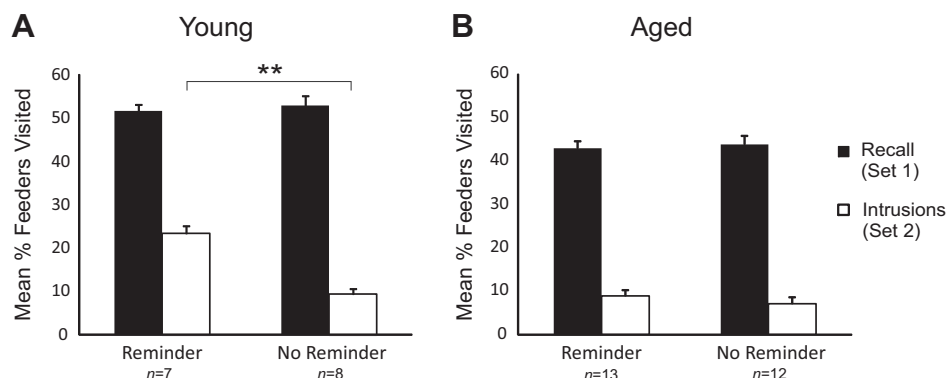 A
Young
Mean % Feeders Visited
60
50
40
30
20
10
0
**
Reminder
n=7
No Reminder
n=8
B
Aged
Mean % Feeders Visited
60
50
40
30
20
10
0
Reminder
n=13
No Reminder
n=12
Recall
(Set 1)
Intrusions
(Set 2)